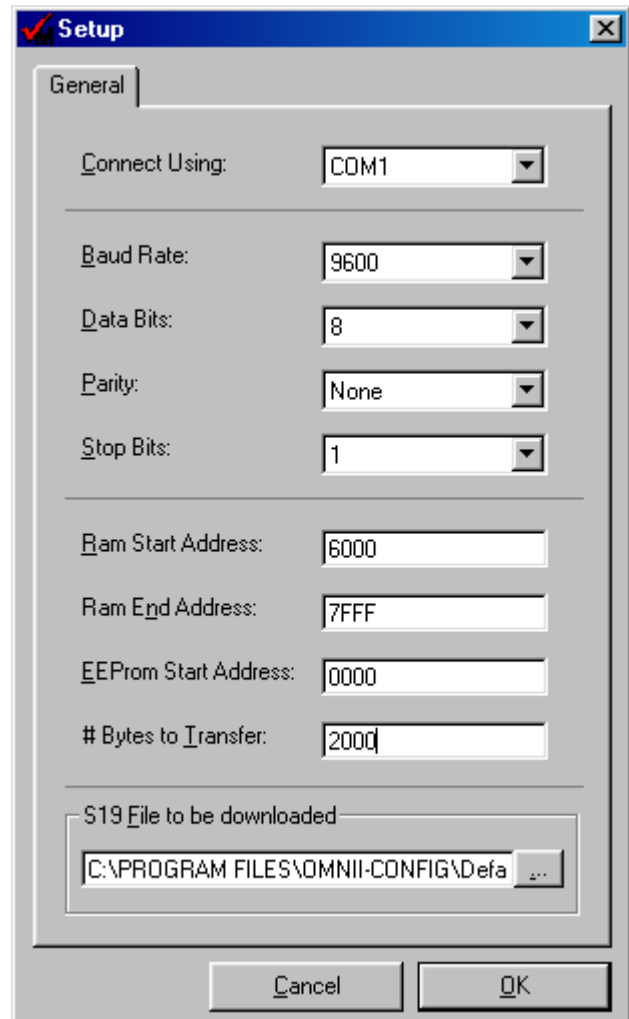 Setup
General
Connect Using: COM1
Baud Rate: 9600
Data Bits: 8
Parity: None
Stop Bits: 1
Ram Start Address: 6000
Ram End Address: 7FFF
EEProm Start Address: 0000
# Bytes to Transfer: 2000
S19 File to be downloaded
C:\PROGRAM FILES\OMNII-CONFIG\Defa ...
Cancel OK